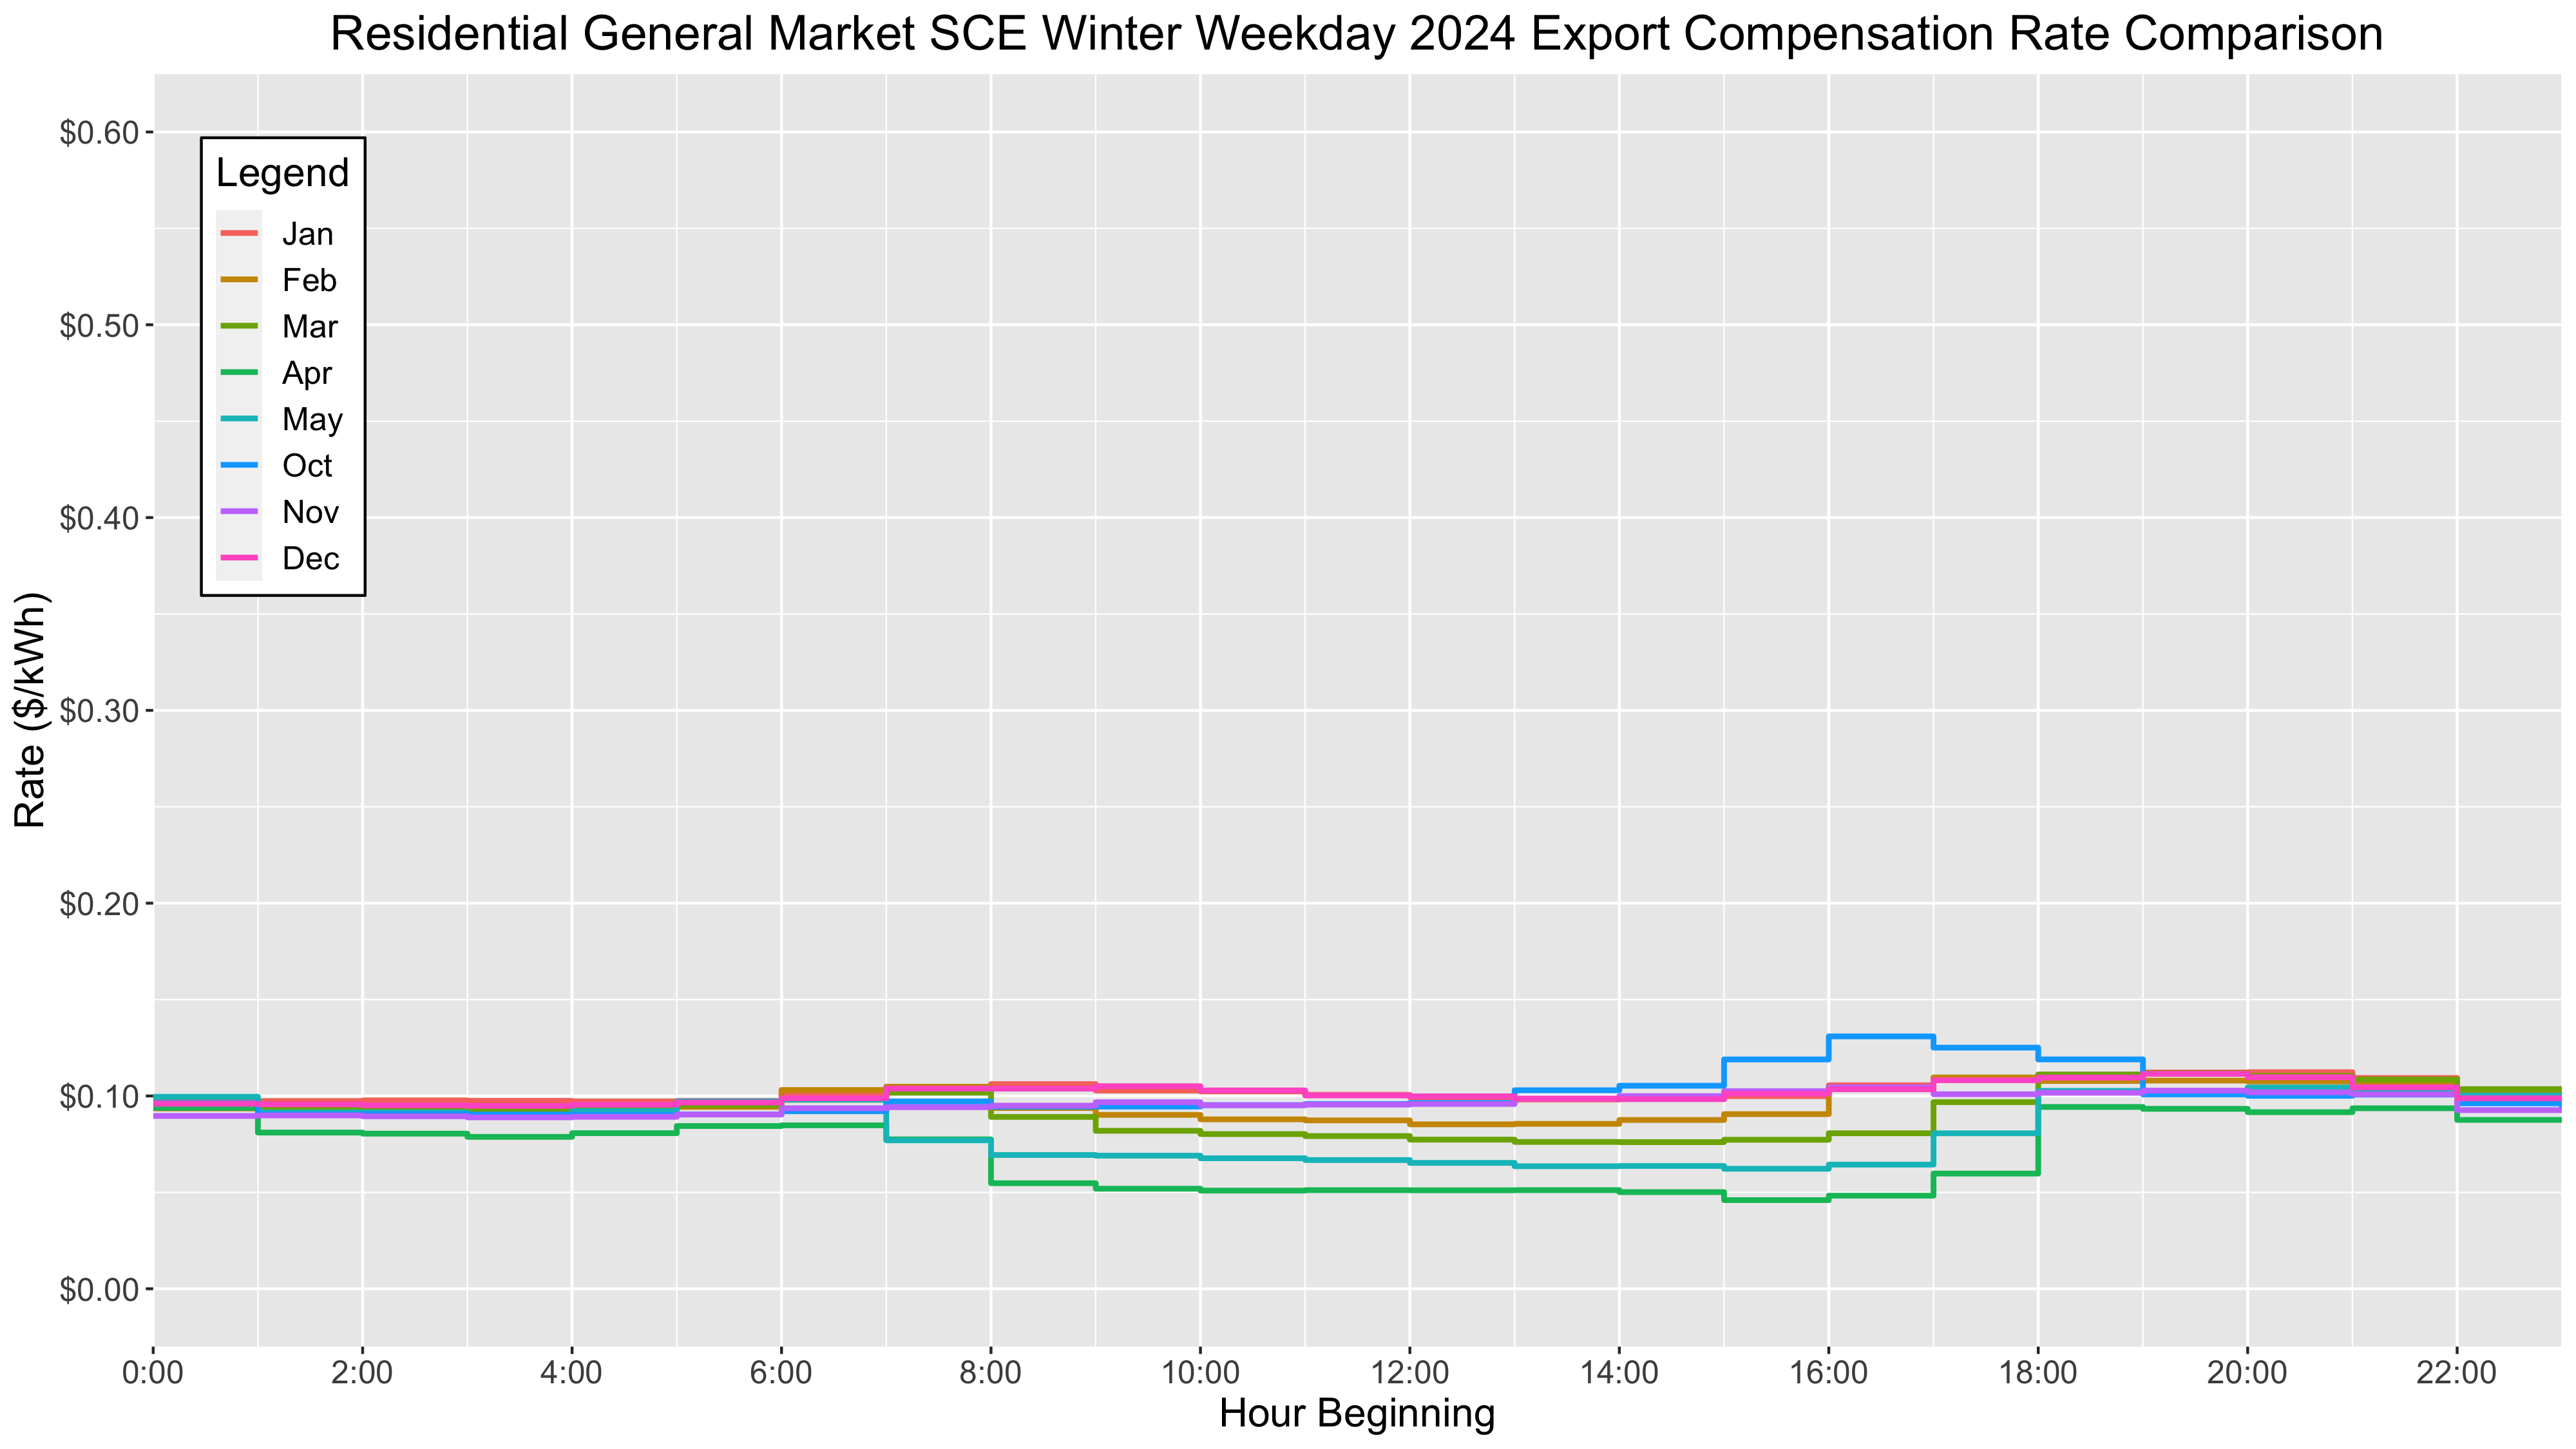 Residential General Market SCE Winter Weekday 2024 Export Compensation Rate Comparison
Rate ($/kWh)
$0.60
$0.50
$0.40
$0.30
$0.20
$0.10
$0.00
Legend
Jan
Feb
Mar
Apr
May
Oct
Nov
Dec
0:00 2:00 4:00 6:00 8:00 10:00 12:00 14:00 16:00 18:00 20:00 22:00
Hour Beginning